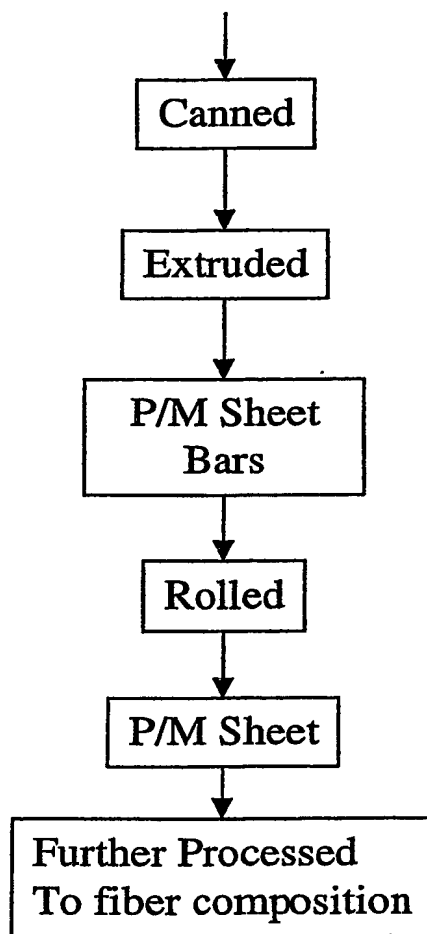 Canned
Extruded
P/M Sheet
Bars
Rolled
P/M Sheet
Further Processed
To fiber composition